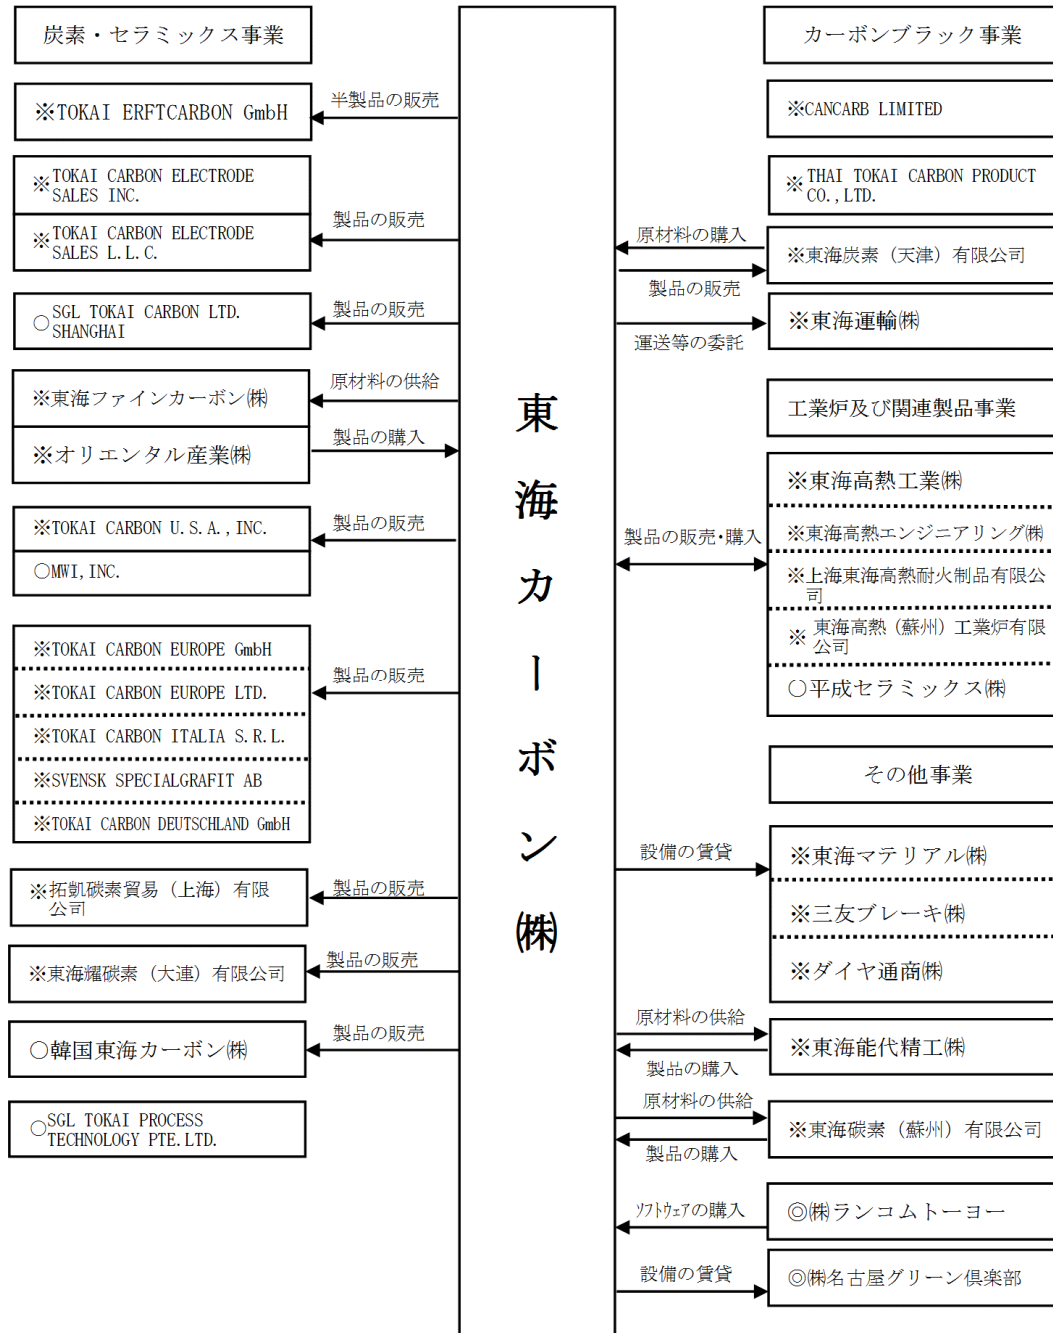 炭素・セラミックス事業
※TOKAI ERFTCARBON GmbH
半製品の販売
※TOKAI CARBON ELECTRODE
SALES INC.
※TOKAI CARBON ELECTRODE
SALES L.L.C.
製品の販売
○SGL TOKAI CARBON LTD.
SHANGHAI
製品の販売
※東海ファインカーボン㈱
原材料の供給
※オリエンタル産業㈱
製品の購入
※TOKAI CARBON U.S.A.,INC.
○MWI,INC.
製品の販売
※TOKAI CARBON EUROPE GmbH
※TOKAI CARBON EUROPE LTD.
※TOKAI CARBON ITALIA S.R.L.
※SVENSK SPECIALGRAFIT AB
※TOKAI CARBON DEUTSCHLAND GmbH
製品の販売
※拓凱碳素貿易（上海）有限
公司
製品の販売
※東海耀碳素（大連）有限公司
製品の販売
○韓国東海カーボン㈱
製品の販売
○SGL TOKAI PROCESS
TECHNOLOGY PTE.LTD.
東海カーボン㈱
カーボンブラック事業
※CANCARB LIMITED
※THAI TOKAI CARBON PRODUCT
CO.,LTD.
原材料の購入
※東海炭素（天津）有限公司
製品の販売
※東海運輸㈱
運送等の委託
工業炉及び関連製品事業
※東海高熱工業㈱
※東海高熱エンジニアリング㈱
※上海東海高熱耐火制品有限公
司
※東海高熱（蘇州）工業炉有限
公司
○平成セラミックス㈱
製品の販売・購入
その他事業
設備の賃貸
※東海マテリアル㈱
※三友ブレーキ㈱
※ダイヤ通商㈱
原材料の供給
※東海能代精工㈱
製品の購入
原材料の供給
※東海碳素（蘇州）有限公司
製品の購入
ｿﾌﾄｳｪｱの購入
◎㈱ランコムトーヨー
設備の賃貸
◎㈱名古屋グリーン倶楽部